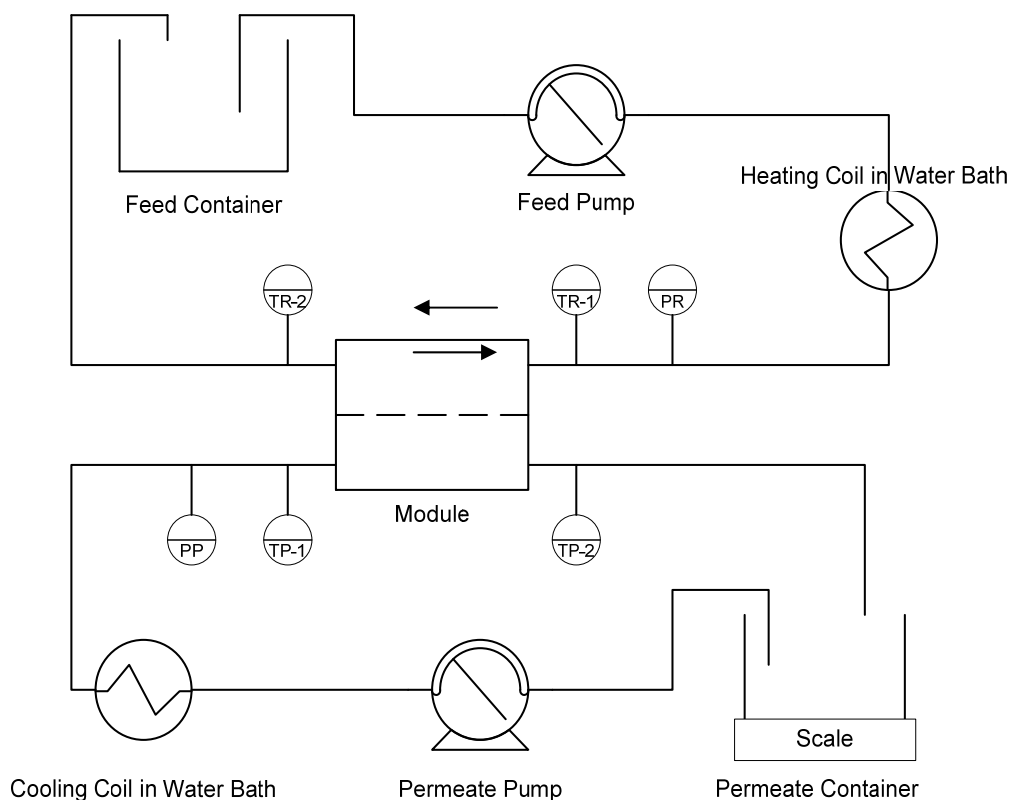 Feed Container
Feed Pump
Heating Coil in Water Bath
TR-2
TR-1
PR
Module
PP
TP-1
TP-2
Scale
Cooling Coil in Water Bath
Permeate Pump
Permeate Container